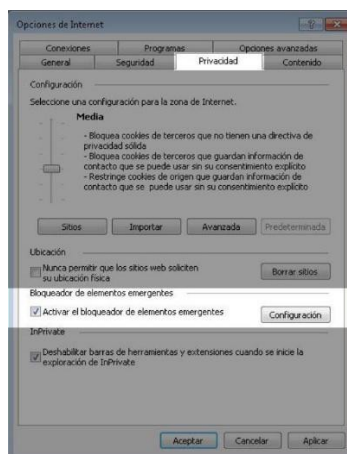 Opciones de Internet
Conexiones Programas Opciones avanzadas
General Seguridad Privacidad Contenido
Configuración
Seleccione una configuración para la zona de Internet.
Media
- Bloquea cookies de terceros que no tienen una directiva de
privacidad sólida
- Bloquea cookies de terceros que guardan información de
contacto que se puede usar sin su consentimiento explícito
- Restringe cookies de origen que guardan información de
contacto que se puede usar sin su consentimiento explícito
Sitios Importar Avanzada Predeterminada
Ubicación
Nunca permitir que los sitios web soliciten
su ubicación física
Borrar sitios
Bloqueador de elementos emergentes
Activar el bloqueador de elementos emergentes Configuración
InPrivate
Deshabilitar barras de herramientas y extensiones cuando se inicie la
exploración de InPrivate
Aceptar Cancelar Aplicar